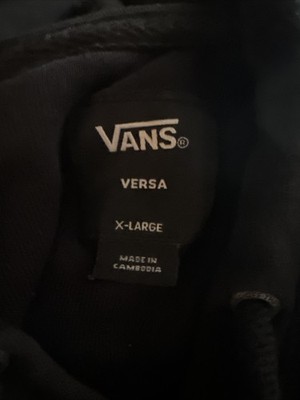 VANS®
VERSA
X-LARGE
MADE IN
CAMBODIA